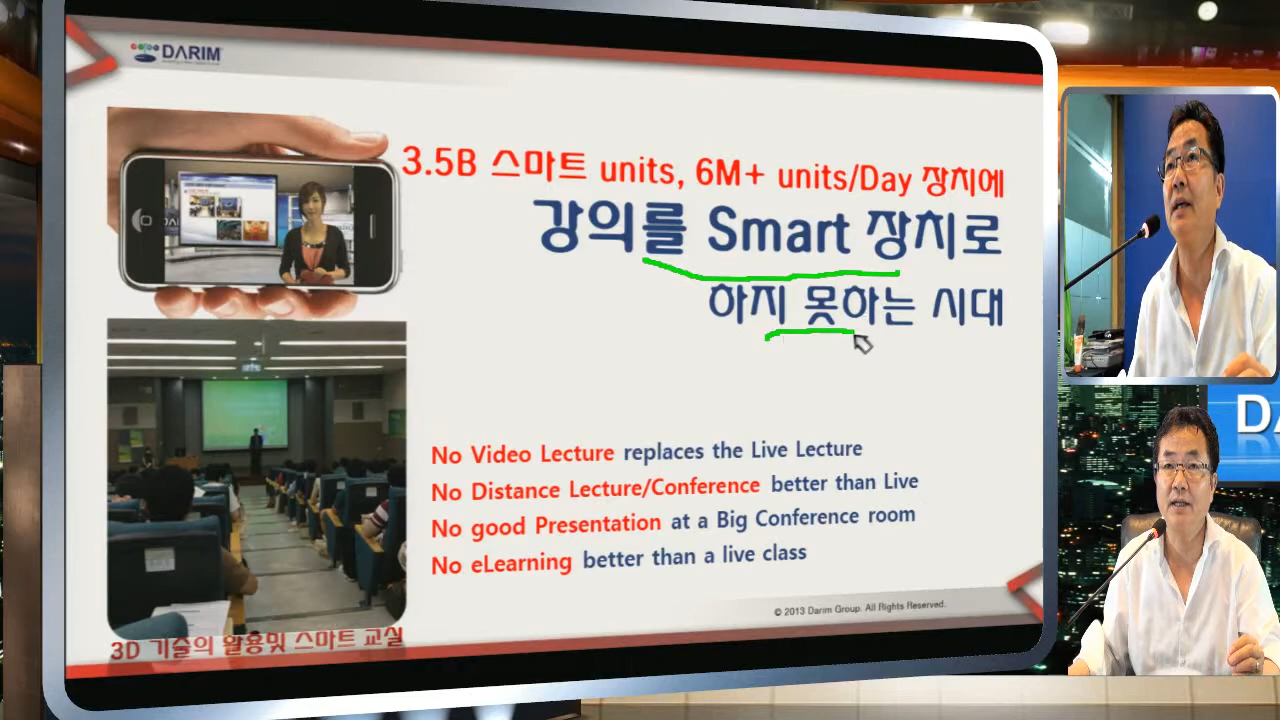 DARIM
3.5B 스마트 units, 6M+ units/Day 장치에
강의를 Smart 장치로
하지 못하는 시대
No Video Lecture replaces the Live Lecture
No Distance Lecture/Conference better than Live
No good Presentation at a Big Conference room
No eLearning better than a live class
© 2013 Darim Group. All Rights Reserved.
3D 기술의 활용및 스마트 교실
DA